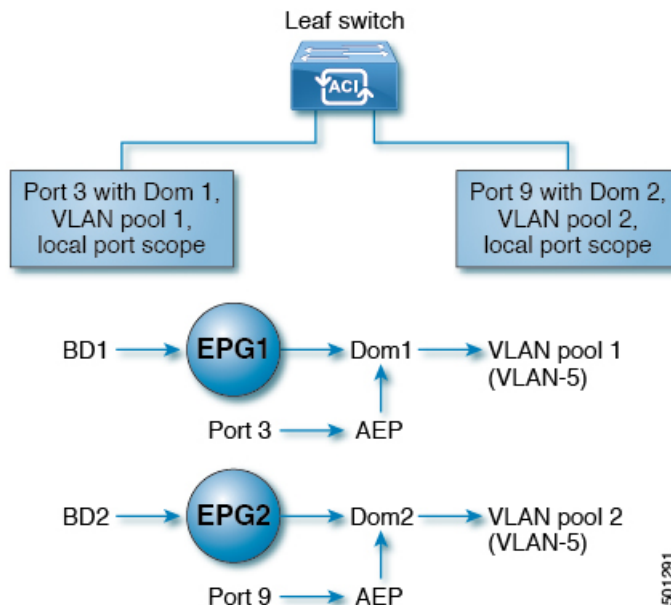 Leaf switch
ACI
Port 3 with Dom 1,
VLAN pool 1,
local port scope
Port 9 with Dom 2,
VLAN pool 2,
local port scope
BD1
EPG1
Dom1
VLAN pool 1
(VLAN-5)
Port 3
AEP
BD2
EPG2
Dom2
VLAN pool 2
(VLAN-5)
Port 9
AEP
501291